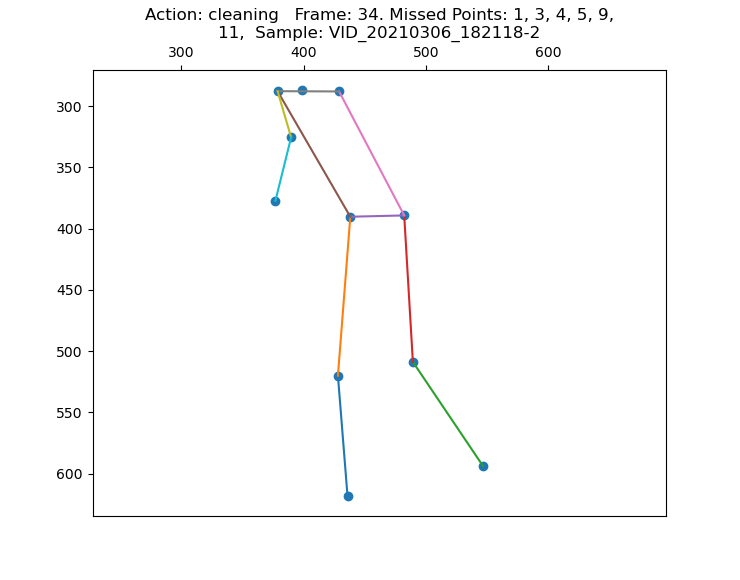 Action: cleaning   Frame: 34. Missed Points: 1, 3, 4, 5, 9,
11,  Sample: VID_20210306_182118-2
300 400 500 600
300
350
400
450
500
550
600